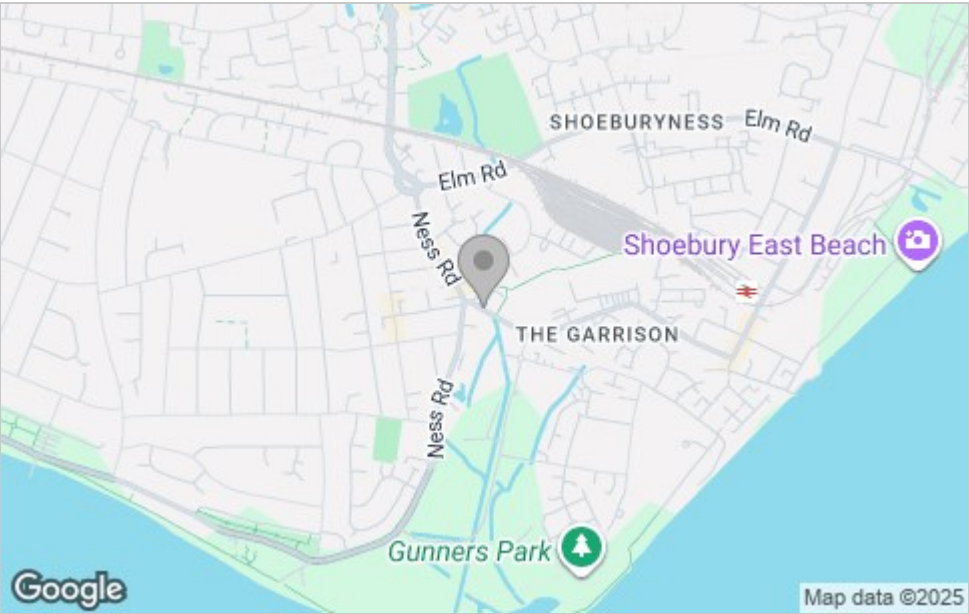 SHOEBURYNESS
Elm Rd
Elm Rd
Ness Rd
Shoebury East Beach
THE GARRISON
Ness Rd
Gunners Park
Google
Map data ©2025